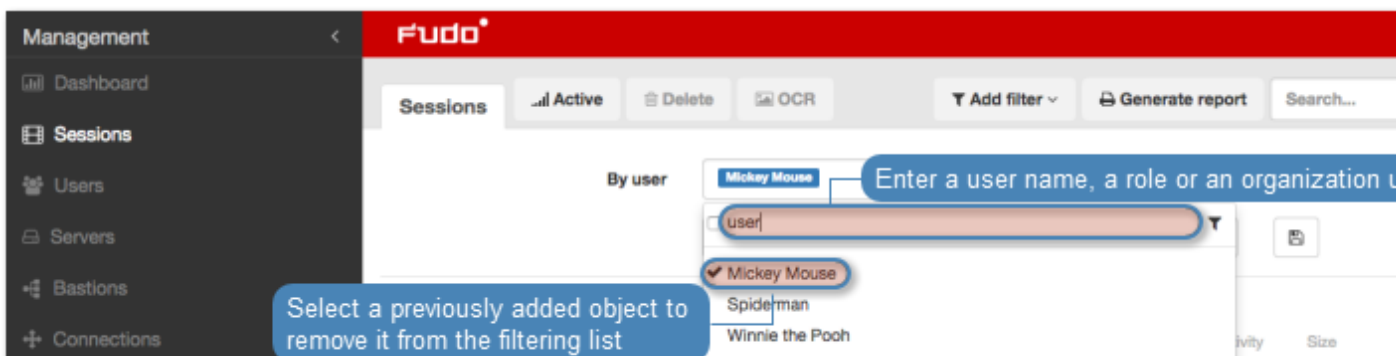 Management
Fudo
Dashboard
Sessions
Active
Delete
OCR
Add filter
Generate report
Search...
Sessions
Users
By user
Mickey Mouse
Enter a user name, a role or an organization u
user
Servers
Mickey Mouse
Bastions
Select a previously added object to
remove it from the filtering list
Spiderman
Winnie the Pooh
Connections
ivity
Size